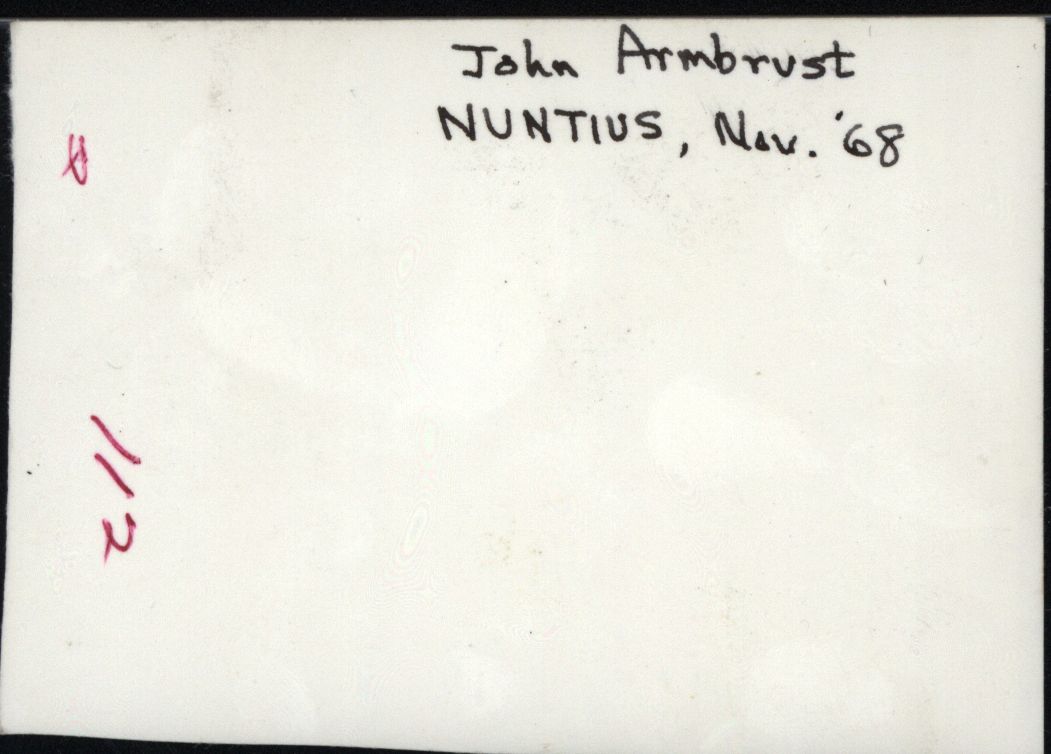 John Armbrust
NUNTIUS, Nov. '68